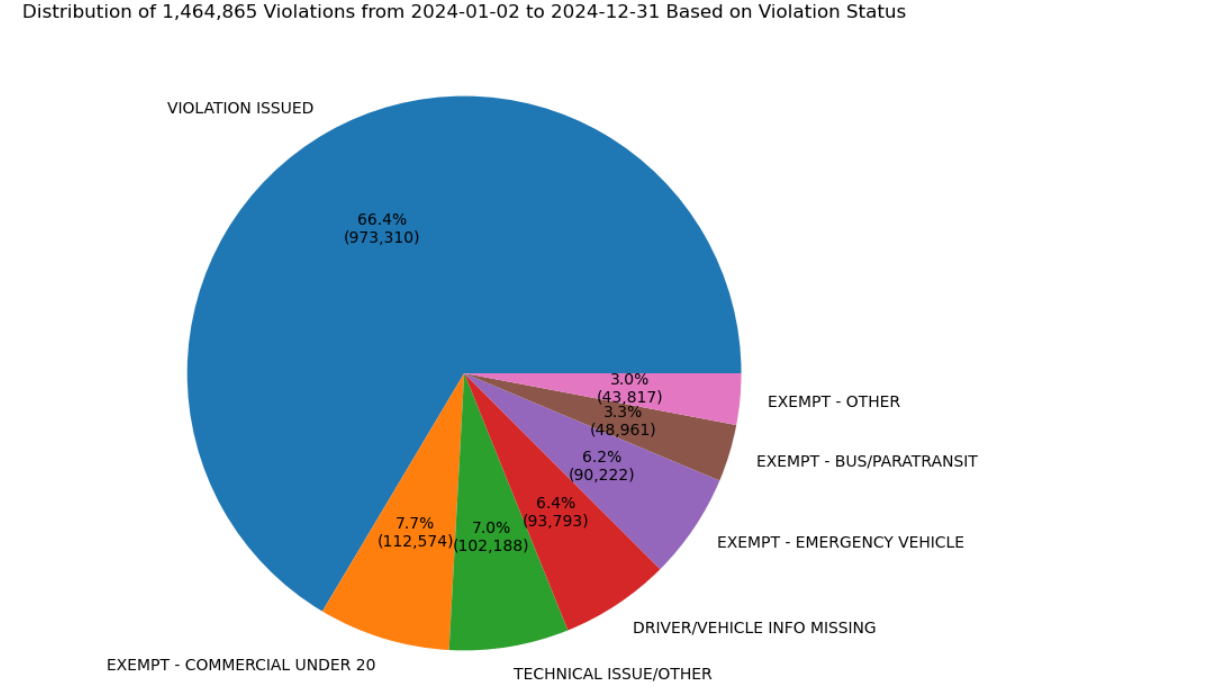 Distribution of 1,464,865 Violations from 2024-01-02 to 2024-12-31 Based on Violation Status
VIOLATION ISSUED
66.4%
(973,310)
3.0%
(43,817)
EXEMPT - OTHER
3.3%
(48,961)
EXEMPT - BUS/PARATRANSIT
6.2%
(90,222)
EXEMPT - EMERGENCY VEHICLE
6.4%
(93,793)
DRIVER/VEHICLE INFO MISSING
7.0%
(102,188)
TECHNICAL ISSUE/OTHER
7.7%
(112,574)
EXEMPT - COMMERCIAL UNDER 20